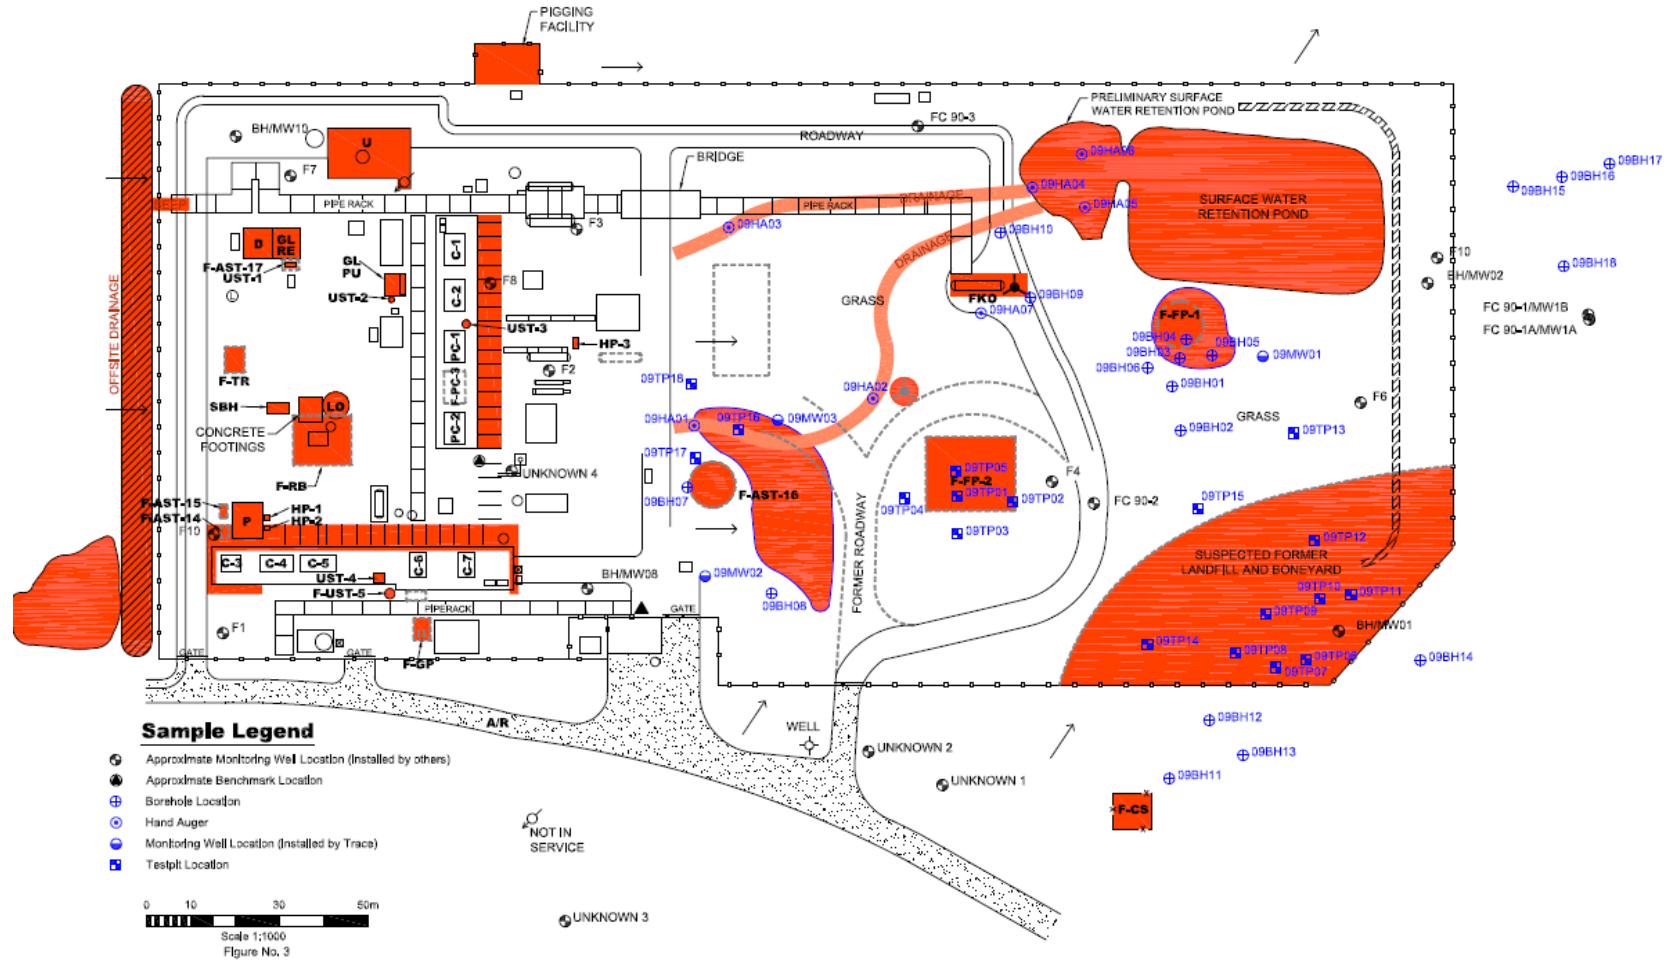 PIGGING
FACILITY
PRELIMINARY SURFACE
WATER RETENTION POND
FC 90-3
BH/MW10
U
ROADWAY
BRIDGE
F7
09HA06
09BH17
09BH16
09BH15
09HA04
09HA05
DRAINAGE
PIPE RACK
PIPE RACK
SURFACE WATER
RETENTION POND
F3
09HA03
09BH10
D
GL
RE
C-1
DRAINAGE
F10
F-AST-17
UST-1
GL
PU
09BH18
BH/MW02
F8
UST-2
C-2
FKD
09BH09
GRASS
09HA07
F-FP-1
FC 90-1/MW1B
FC 90-1A/MW1A
UST-3
PC-1
HP-3
09BH04
09BH03
09BH05
09MW01
09BH06
OFFSITE DRAINAGE
F-TR
F-PC-3
F2
09TP18
09HA02
09BH01
F6
SBH
LO
PC-2
09HA01
09TP16
09MW03
GRASS
CONCRETE
FOOTINGS
09BH02
09TP13
09TP17
UNKNOWN 4
F-RB
09BH07
F-AST-16
09TP05
F-FP-2
09TP01
09TP02
09TP04
F4
FC 90-2
09TP15
F-AST-15
F-AST-14
F10
P
HP-1
HP-2
09TP03
09TP12
C-3
C-4
C-5
C-6
C-7
SUSPECTED FORMER
LANDFILL AND BONEYARD
UST-4
F-UST-5
BH/MW08
09MW02
09BH08
FORMER ROADWAY
09TP10
09TP11
09TP09
PIPERACK
GATE
F1
BH/MW01
09TP14
09TP08
09TP06
09TP07
09BH14
GATE
GATE
F-GP
A/R
WELL
09BH12
UNKNOWN 2
09BH13
09BH11
UNKNOWN 1
F-CS
NOT IN
SERVICE
UNKNOWN 3
Sample Legend
Approximate Monitoring Well Location (Installed by others)
Approximate Benchmark Location
Borehole Location
Hand Auger
Monitoring Well Location (Installed by Trace)
Testpit Location
0 10 30 50m
Scale 1:1000
Figure No. 3